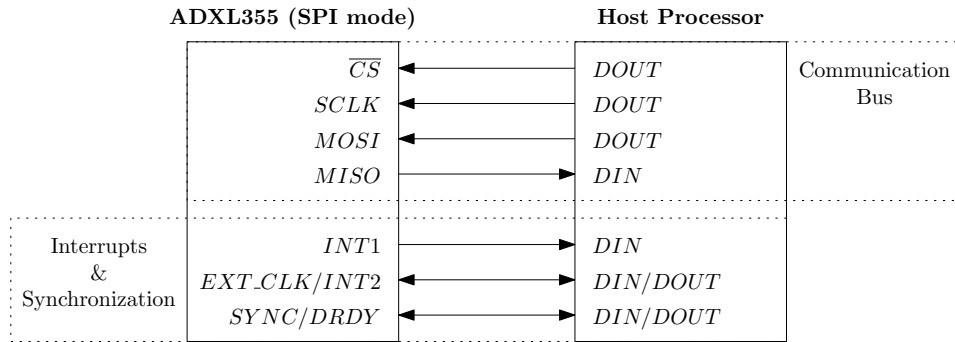 ADXL355 (SPI mode)
Host Processor
CS
DOUT
Communication
Bus
SCLK
DOUT
MOSI
DOUT
MISO
DIN
Interrupts
&
Synchronization
INT1
DIN
EXT_CLK/INT2
DIN/DOUT
SYNC/DRDY
DIN/DOUT